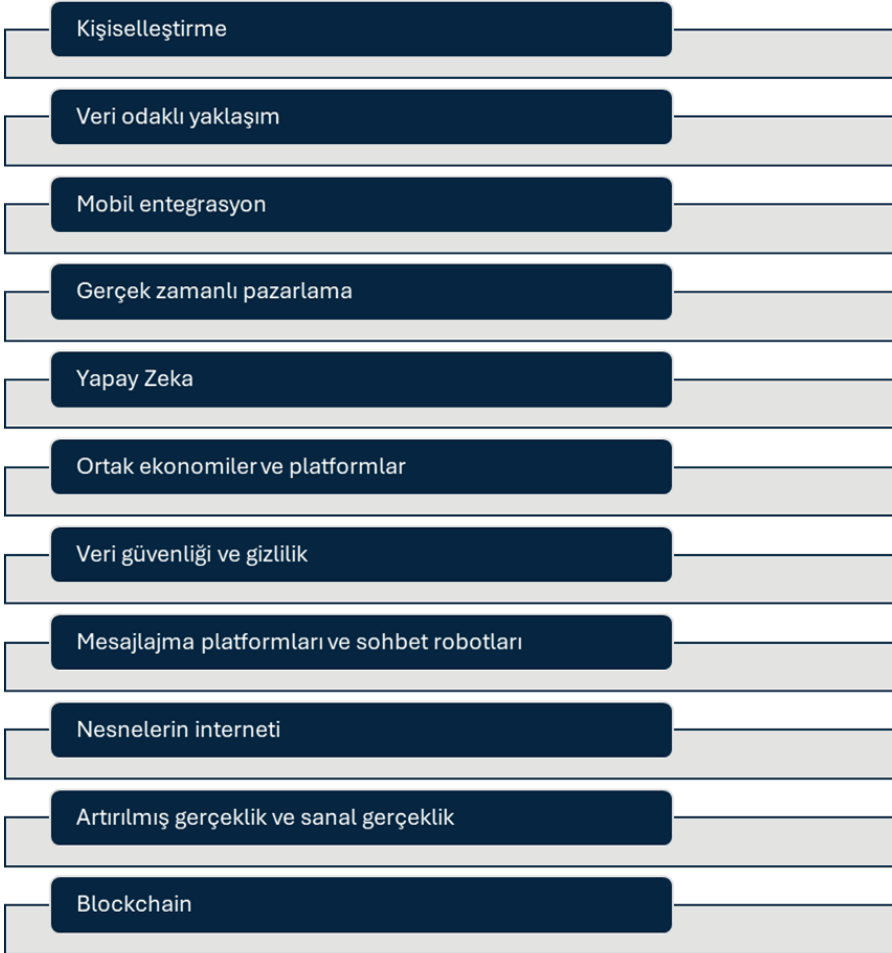 Kişiselleştirme
Veri odaklı yaklaşım
Mobil entegrasyon
Gerçek zamanlı pazarlama
Yapay Zeka
Ortak ekonomiler ve platformlar
Veri güvenliği ve gizlilik
Mesajlajma platformları ve sohbet robotları
Nesnelerin interneti
Artırılmış gerçeklik ve sanal gerçeklik
Blockchain